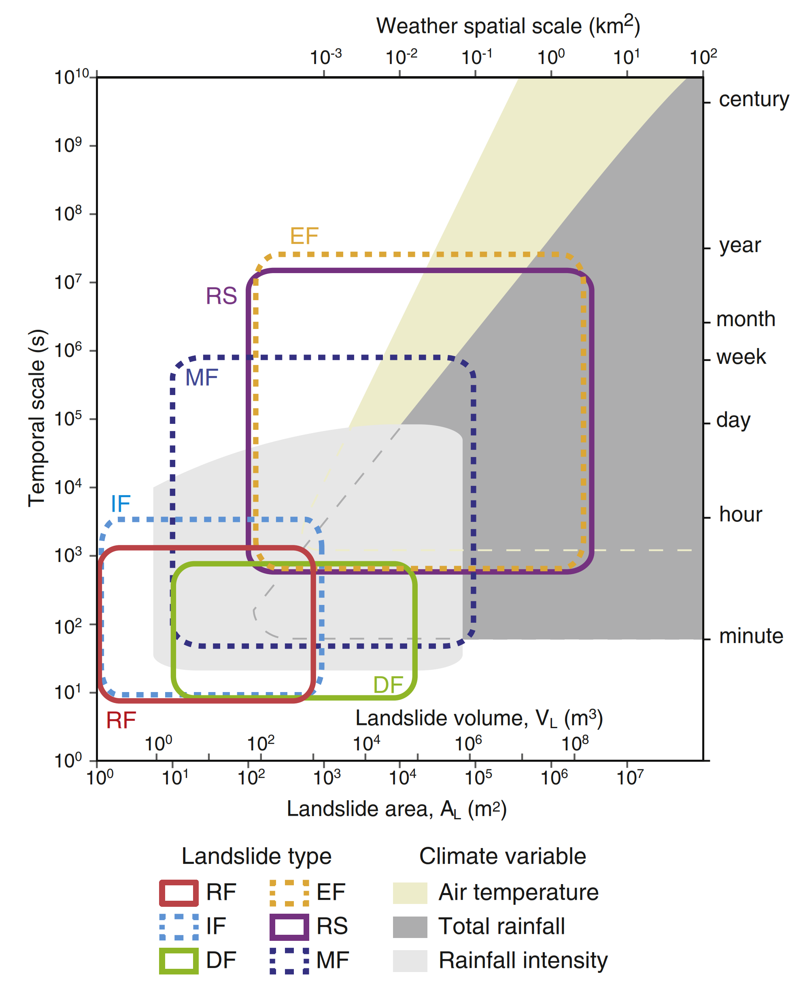 Weather spatial scale (km²)
10⁻³ 10⁻² 10⁻¹ 10⁰ 10¹ 10²
10¹⁰
century
10⁹
10⁸
EF
year
10⁷
RS
month
10⁶
week
MF
10⁵
day
Temporal scale (s)
10⁴
IF
hour
10³
10²
minute
DF
10¹
RF
Landslide volume, V_L (m³)
10⁰ 10² 10⁴ 10⁶ 10⁸
10⁰
10⁰ 10¹ 10² 10³ 10⁴ 10⁵ 10⁶ 10⁷
Landslide area, A_L (m²)
Landslide type Climate variable
RF EF Air temperature
IF RS Total rainfall
DF MF Rainfall intensity